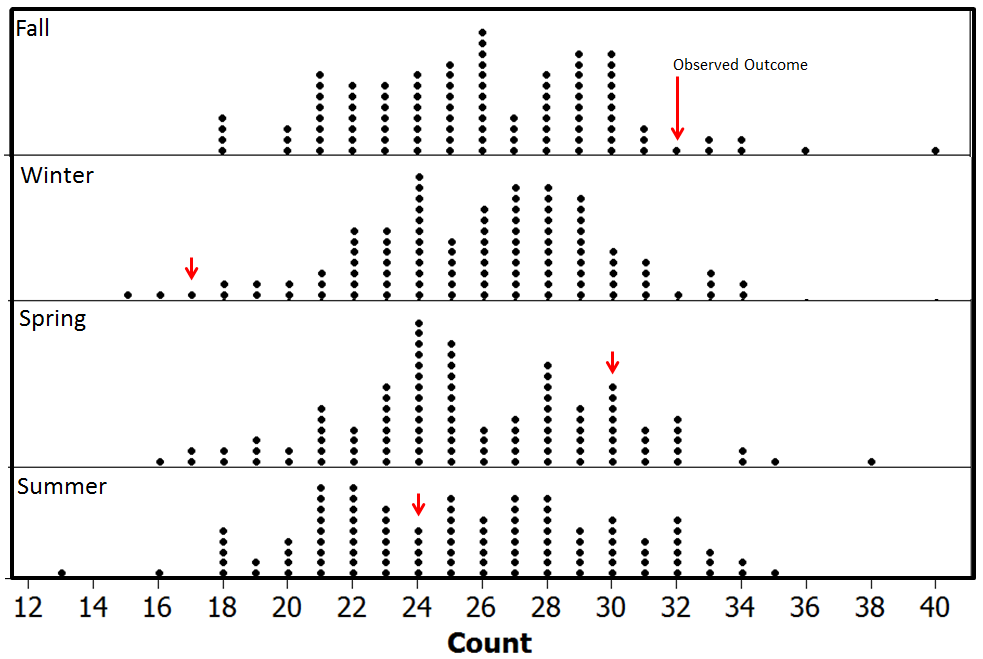 Fall
Observed Outcome
Winter
Spring
Summer
12 14 16 18 20 22 24 26 28 30 32 34 36 38 40
Count